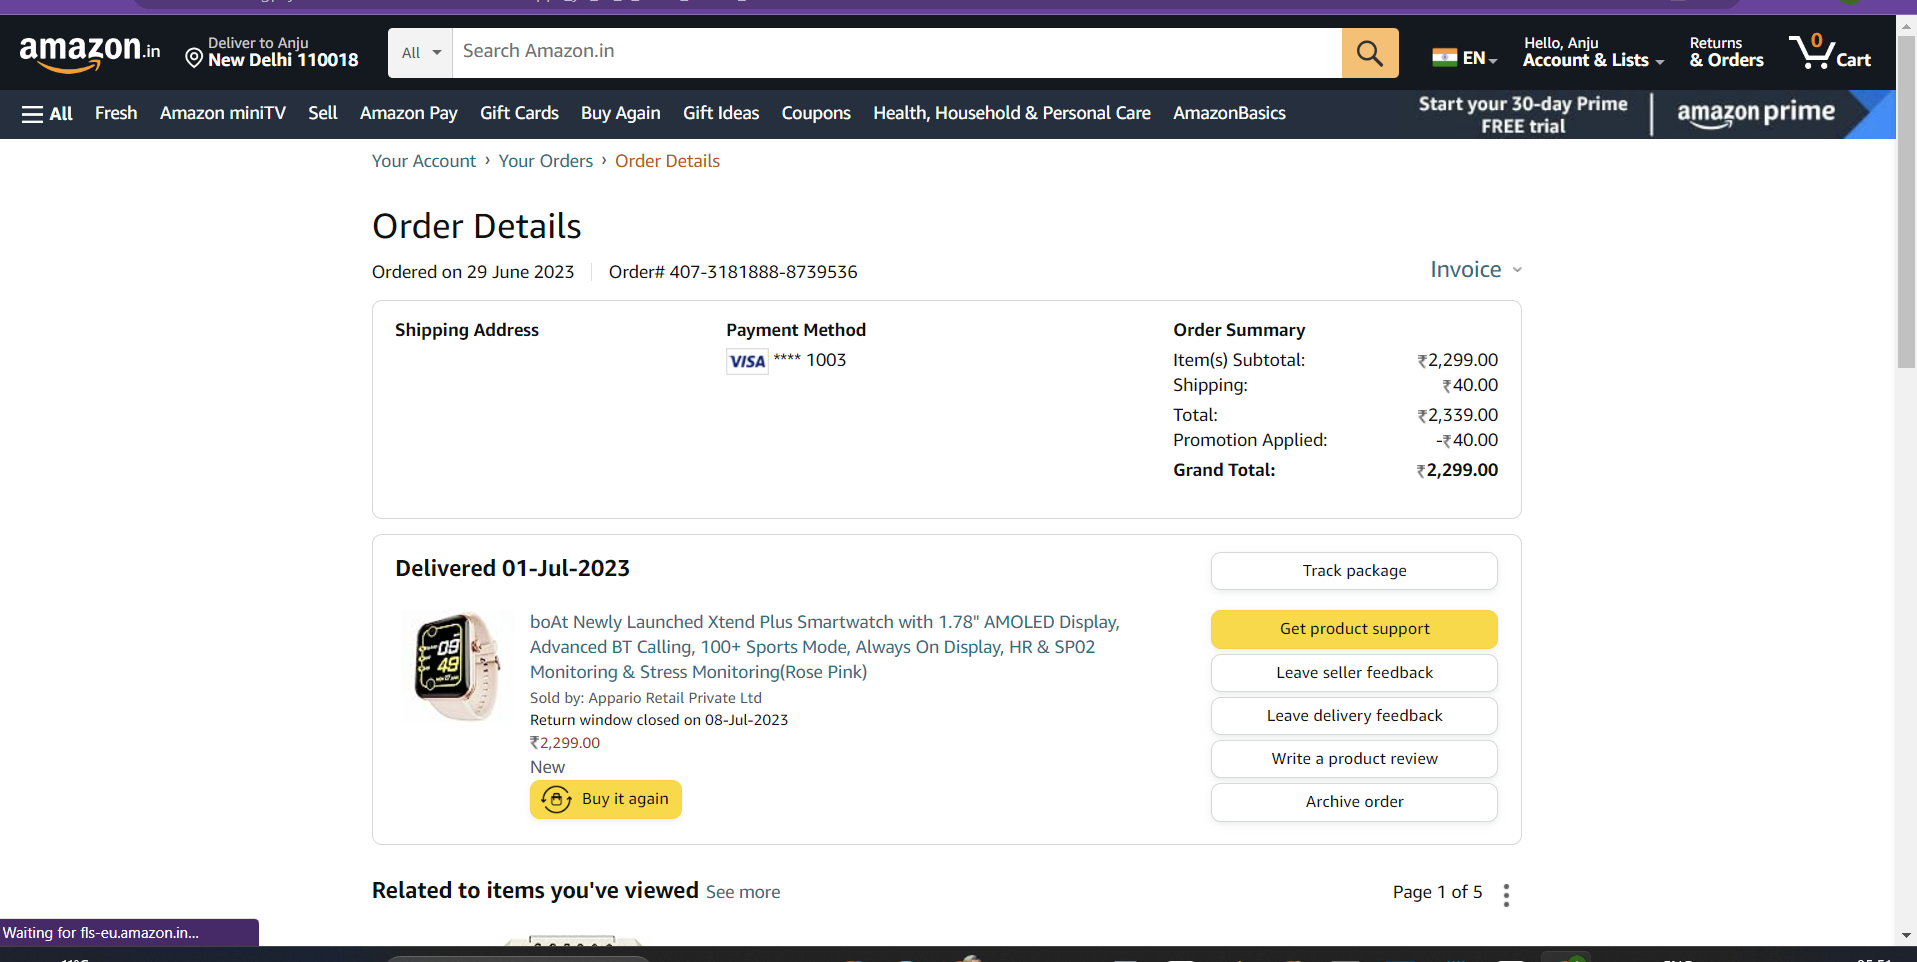 amazon.in
Deliver to Anju
New Delhi 110018
All
Search Amazon.in
EN
Hello, Anju
Account & Lists
Returns
& Orders
0
Cart
All
Fresh
Amazon miniTV
Sell
Amazon Pay
Gift Cards
Buy Again
Gift Ideas
Coupons
Health, Household & Personal Care
AmazonBasics
Start your 30-day Prime
FREE trial
amazon prime
Your Account › Your Orders › Order Details
Order Details
Ordered on 29 June 2023
Order# 407-3181888-8739536
Invoice
Shipping Address
Payment Method
VISA **** 1003
Order Summary
Item(s) Subtotal: ₹2,299.00
Shipping: ₹40.00
Total: ₹2,339.00
Promotion Applied: -₹40.00
Grand Total: ₹2,299.00
Delivered 01-Jul-2023
09
49
boAt Newly Launched Xtend Plus Smartwatch with 1.78" AMOLED Display,
Advanced BT Calling, 100+ Sports Mode, Always On Display, HR & SP02
Monitoring & Stress Monitoring(Rose Pink)
Sold by: Appario Retail Private Ltd
Return window closed on 08-Jul-2023
₹2,299.00
New
Buy it again
Track package
Get product support
Leave seller feedback
Leave delivery feedback
Write a product review
Archive order
Related to items you've viewed See more
Page 1 of 5
Waiting for fls-eu.amazon.in...